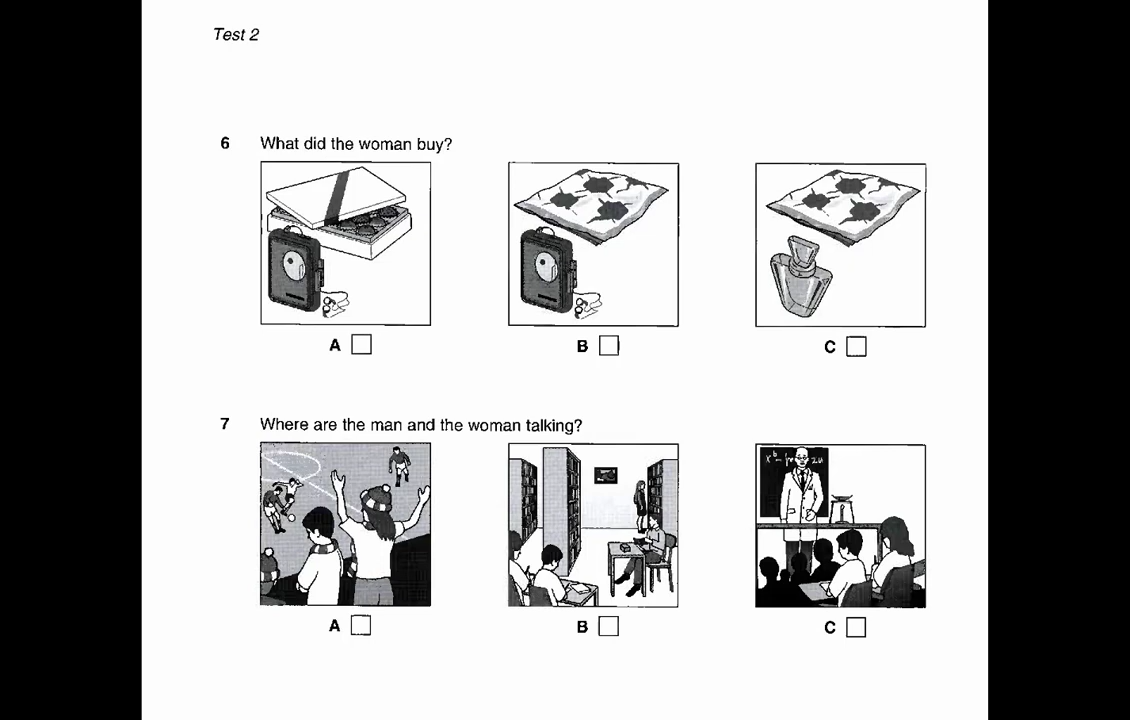 Test 2
6 What did the woman buy?
A B C
7 Where are the man and the woman talking?
A B C